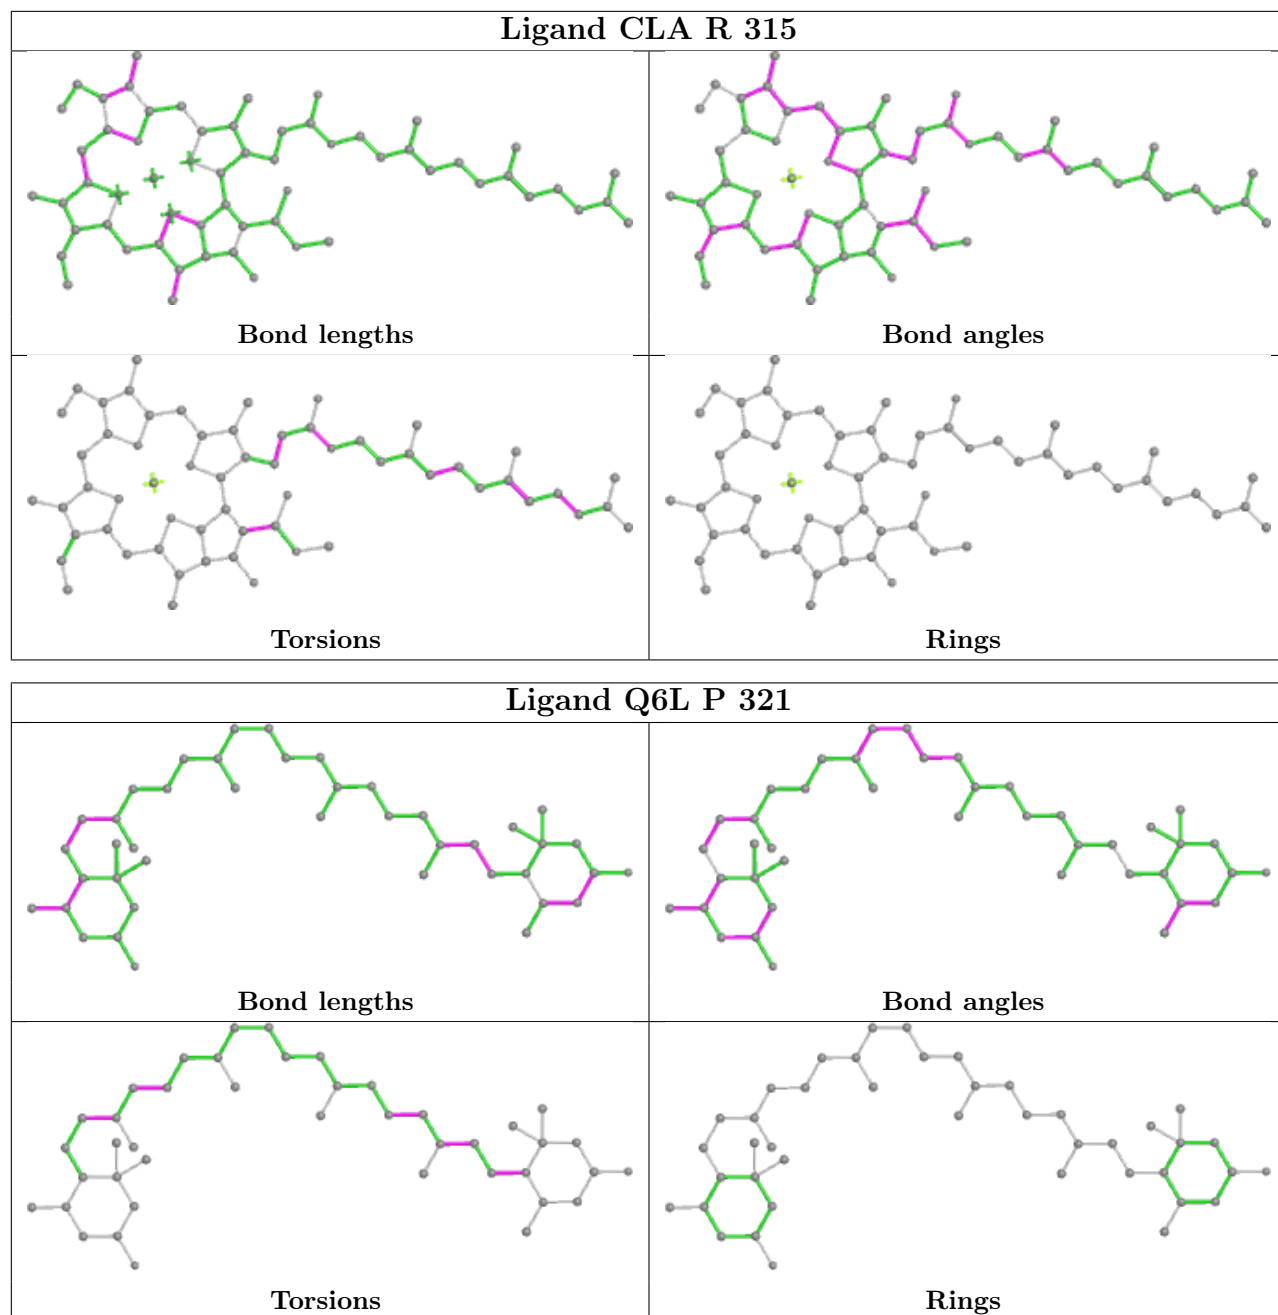 Ligand CLA R 315
Bond lengths
Bond angles
Torsions
Rings
Ligand Q6L P 321
Bond lengths
Bond angles
Torsions
Rings